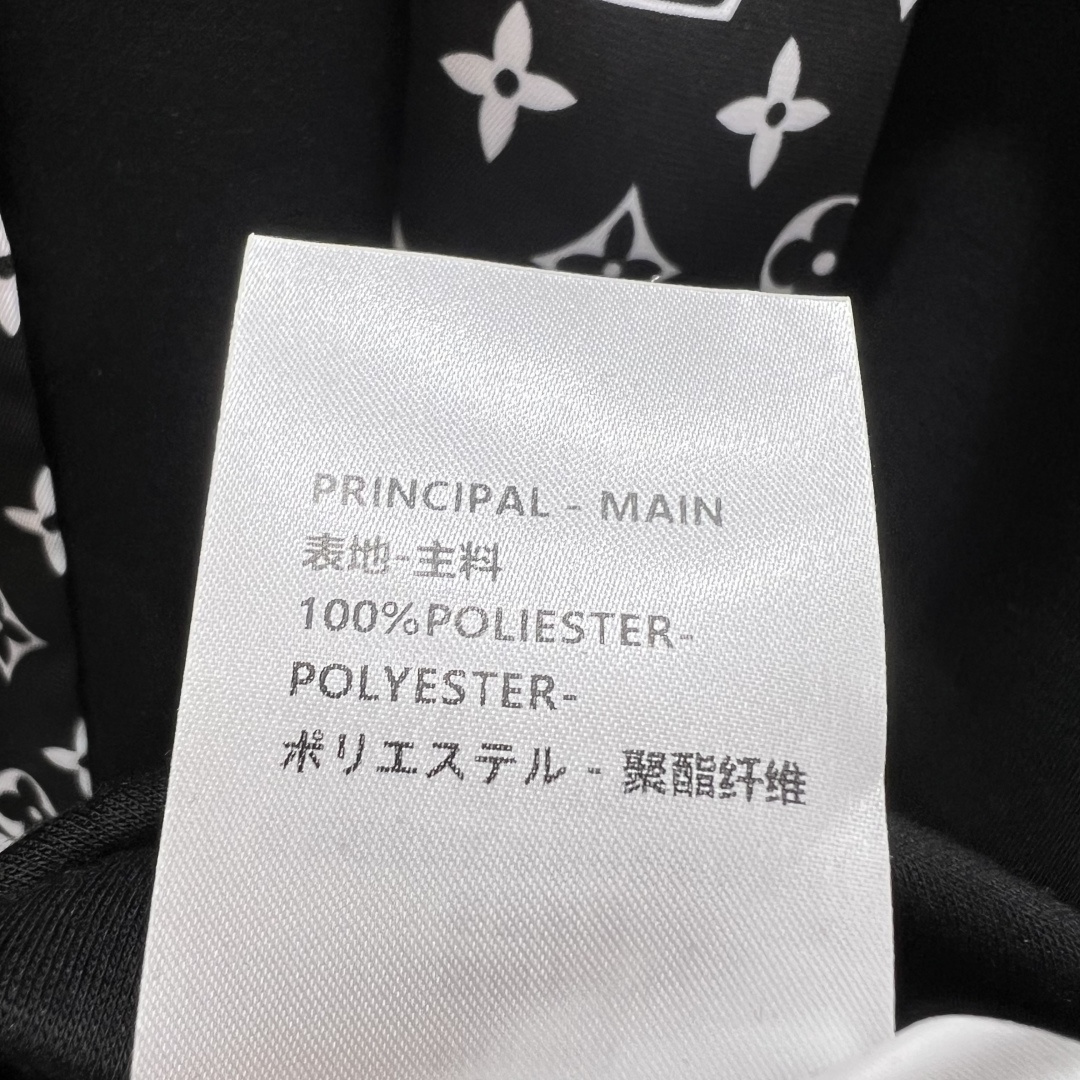 PRINCIPAL - MAIN
表地-主料
100%POLIESTER-
POLYESTER-
ポリエステル - 聚酯纤维